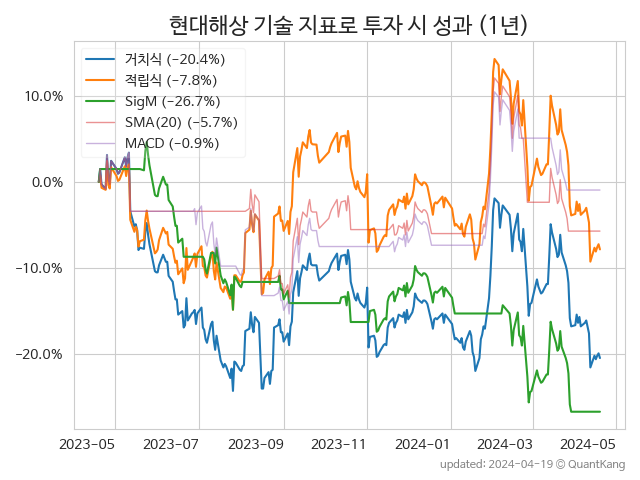 현대해상 기술 지표로 투자 시 성과 (1년)
거치식 (−20.4%)
적립식 (−7.8%)
SigM (−26.7%)
SMA(20) (−5.7%)
MACD (−0.9%)
10.0%
0.0%
−10.0%
−20.0%
2023-05 2023-07 2023-09 2023-11 2024-01 2024-03 2024-05
updated: 2024-04-19 © QuantKang